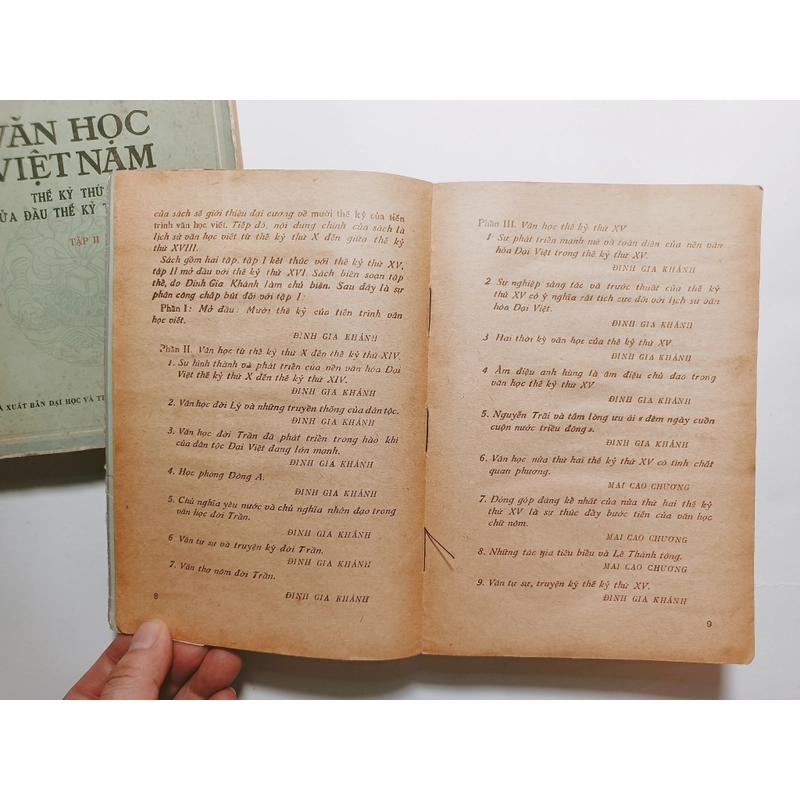 VĂN HỌC
VIỆT NAM
THẾ KỶ THỨ
ỬA ĐẦU THẾ KỶ T
TẬP II
XUẤT BẢN ĐẠI HỌC VÀ T
của sách sẽ giới thiệu đại cương về mười thế kỷ của tiến
trình văn học viết. Tiếp đó, nội dung chính của sách là
lịch sử văn học viết từ thế kỷ thứ X đến giữa thế kỷ
thứ XVIII.
Sách gồm hai tập, tập I kết thúc với thế kỷ thứ XV,
tập II mở đầu với thế kỷ thứ XVI. Sách biên soạn tập
thể, do Đinh Gia Khánh làm chủ biên. Sau đây là sự
phân công chấp bút đối với tập I:
Phần I: Mở đầu: Mười thế kỷ của tiến trình văn
học viết.
ĐINH GIA KHÁNH
Phần II. Văn học từ thế kỷ thứ X đến thế kỷ thứ XIV.
1. Sự hình thành và phát triển của nền văn hóa Đại
Việt thế kỷ thứ X đến thế kỷ thứ XIV.
ĐINH GIA KHÁNH
2. Văn học đời Lý và những truyền thống của dân tộc.
ĐINH GIA KHÁNH
3. Văn học đời Trần đã phát triển trong hào khí
của dân tộc Đại Việt đang lớn mạnh.
ĐINH GIA KHÁNH
4. Học phong Đông A.
ĐINH GIA KHÁNH
5. Chủ nghĩa yêu nước và chủ nghĩa nhân đạo trong
văn học đời Trần.
ĐINH GIA KHÁNH
6 Văn tự sự và truyện ký đời Trần.
ĐINH GIA KHÁNH
7. Văn thơ nôm đời Trần.
ĐINH GIA KHÁNH
8
Phần III. Văn học thế kỷ thứ XV
1. Sự phát triển mạnh mẽ và toàn diện của nền văn
hóa Đại Việt trong thế kỷ thứ XV.
ĐINH GIA KHÁNH
2. Sự nghiệp sáng tác và trước thuật của thế kỷ
thứ XV có ý nghĩa rất tích cực đối với lịch sử văn
hóa Đại Việt.
ĐINH GIA KHÁNH
3 Hai thời kỳ văn học của thế kỷ thứ XV.
ĐINH GIA KHÁNH
4 Âm điệu anh hùng là âm điệu chủ đạo trong
văn học thế kỷ thứ XV
ĐINH GIA KHÁNH
5. Nguyễn Trãi và tấm lòng ưu ái « đêm ngày cuồn
cuộn nước triều đông ».
ĐINH GIA KHÁNH
6. Văn học nửa thứ hai thế kỷ thứ XV có tính chất
quan phương.
MAI CAO CHƯƠNG
7. Đóng góp đáng kể nhất của nửa thứ hai thế kỷ
thứ XV là sự thúc đẩy bước tiến của văn học
chữ nôm.
MAI CAO CHƯƠNG
8. Những tác gia tiêu biểu và Lê Thánh tông.
MAI CAO CHƯƠNG
9. Văn tự sự, truyện ký thế kỷ thứ XV.
ĐINH GIA KHÁNH
9